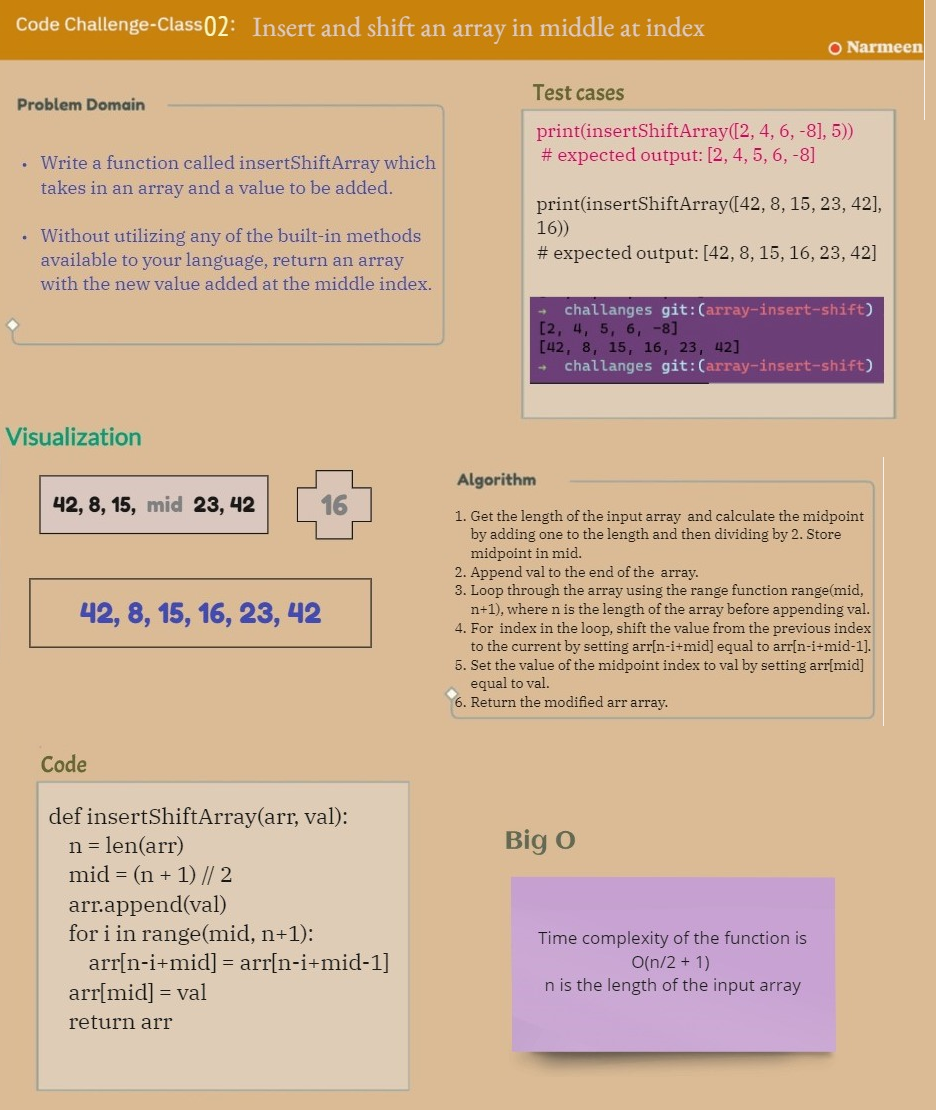 Code Challenge-Class02: Insert and shift an array in middle at index
Narmeen
Problem Domain
• Write a function called insertShiftArray which
takes in an array and a value to be added.
• Without utilizing any of the built-in methods
available to your language, return an array
with the new value added at the middle index.
Test cases
print(insertShiftArray([2, 4, 6, -8], 5))
# expected output: [2, 4, 5, 6, -8]
print(insertShiftArray([42, 8, 15, 23, 42],
16))
# expected output: [42, 8, 15, 16, 23, 42]
→ challanges git:(array-insert-shift)
[2, 4, 5, 6, -8]
[42, 8, 15, 16, 23, 42]
→ challanges git:(array-insert-shift)
Visualization
42, 8, 15, mid 23, 42
16
42, 8, 15, 16, 23, 42
Algorithm
1. Get the length of the input array and calculate the midpoint
by adding one to the length and then dividing by 2. Store
midpoint in mid.
2. Append val to the end of the array.
3. Loop through the array using the range function range(mid,
n+1), where n is the length of the array before appending val.
4. For index in the loop, shift the value from the previous index
to the current by setting arr[n-i+mid] equal to arr[n-i+mid-1].
5. Set the value of the midpoint index to val by setting arr[mid]
equal to val.
6. Return the modified arr array.
Code
def insertShiftArray(arr, val):
n = len(arr)
mid = (n + 1) // 2
arr.append(val)
for i in range(mid, n+1):
arr[n-i+mid] = arr[n-i+mid-1]
arr[mid] = val
return arr
Big O
Time complexity of the function is
O(n/2 + 1)
n is the length of the input array